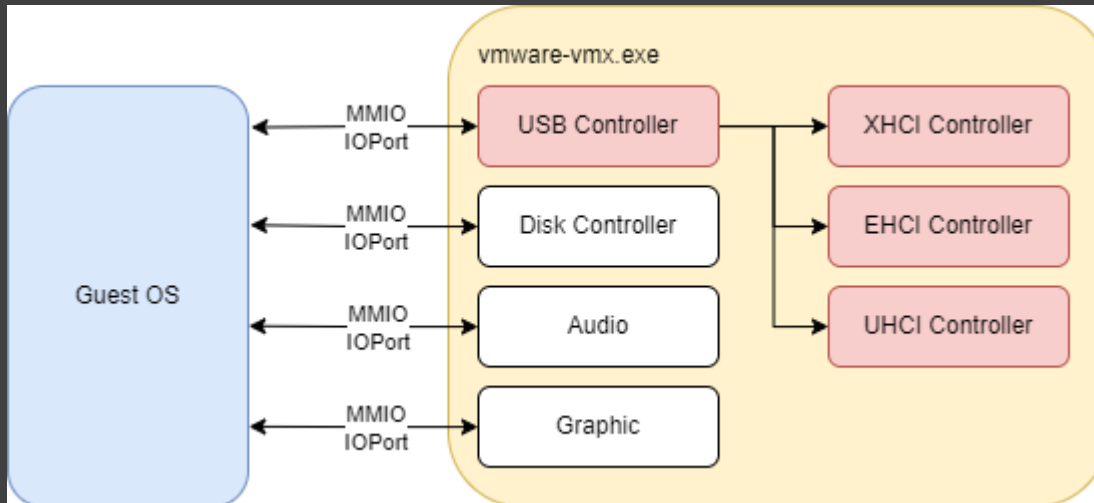 vmware-vmx.exe
MMIO
IOPort
USB Controller
XHCI Controller
MMIO
IOPort
Disk Controller
EHCI Controller
Guest OS
MMIO
IOPort
Audio
UHCI Controller
MMIO
IOPort
Graphic